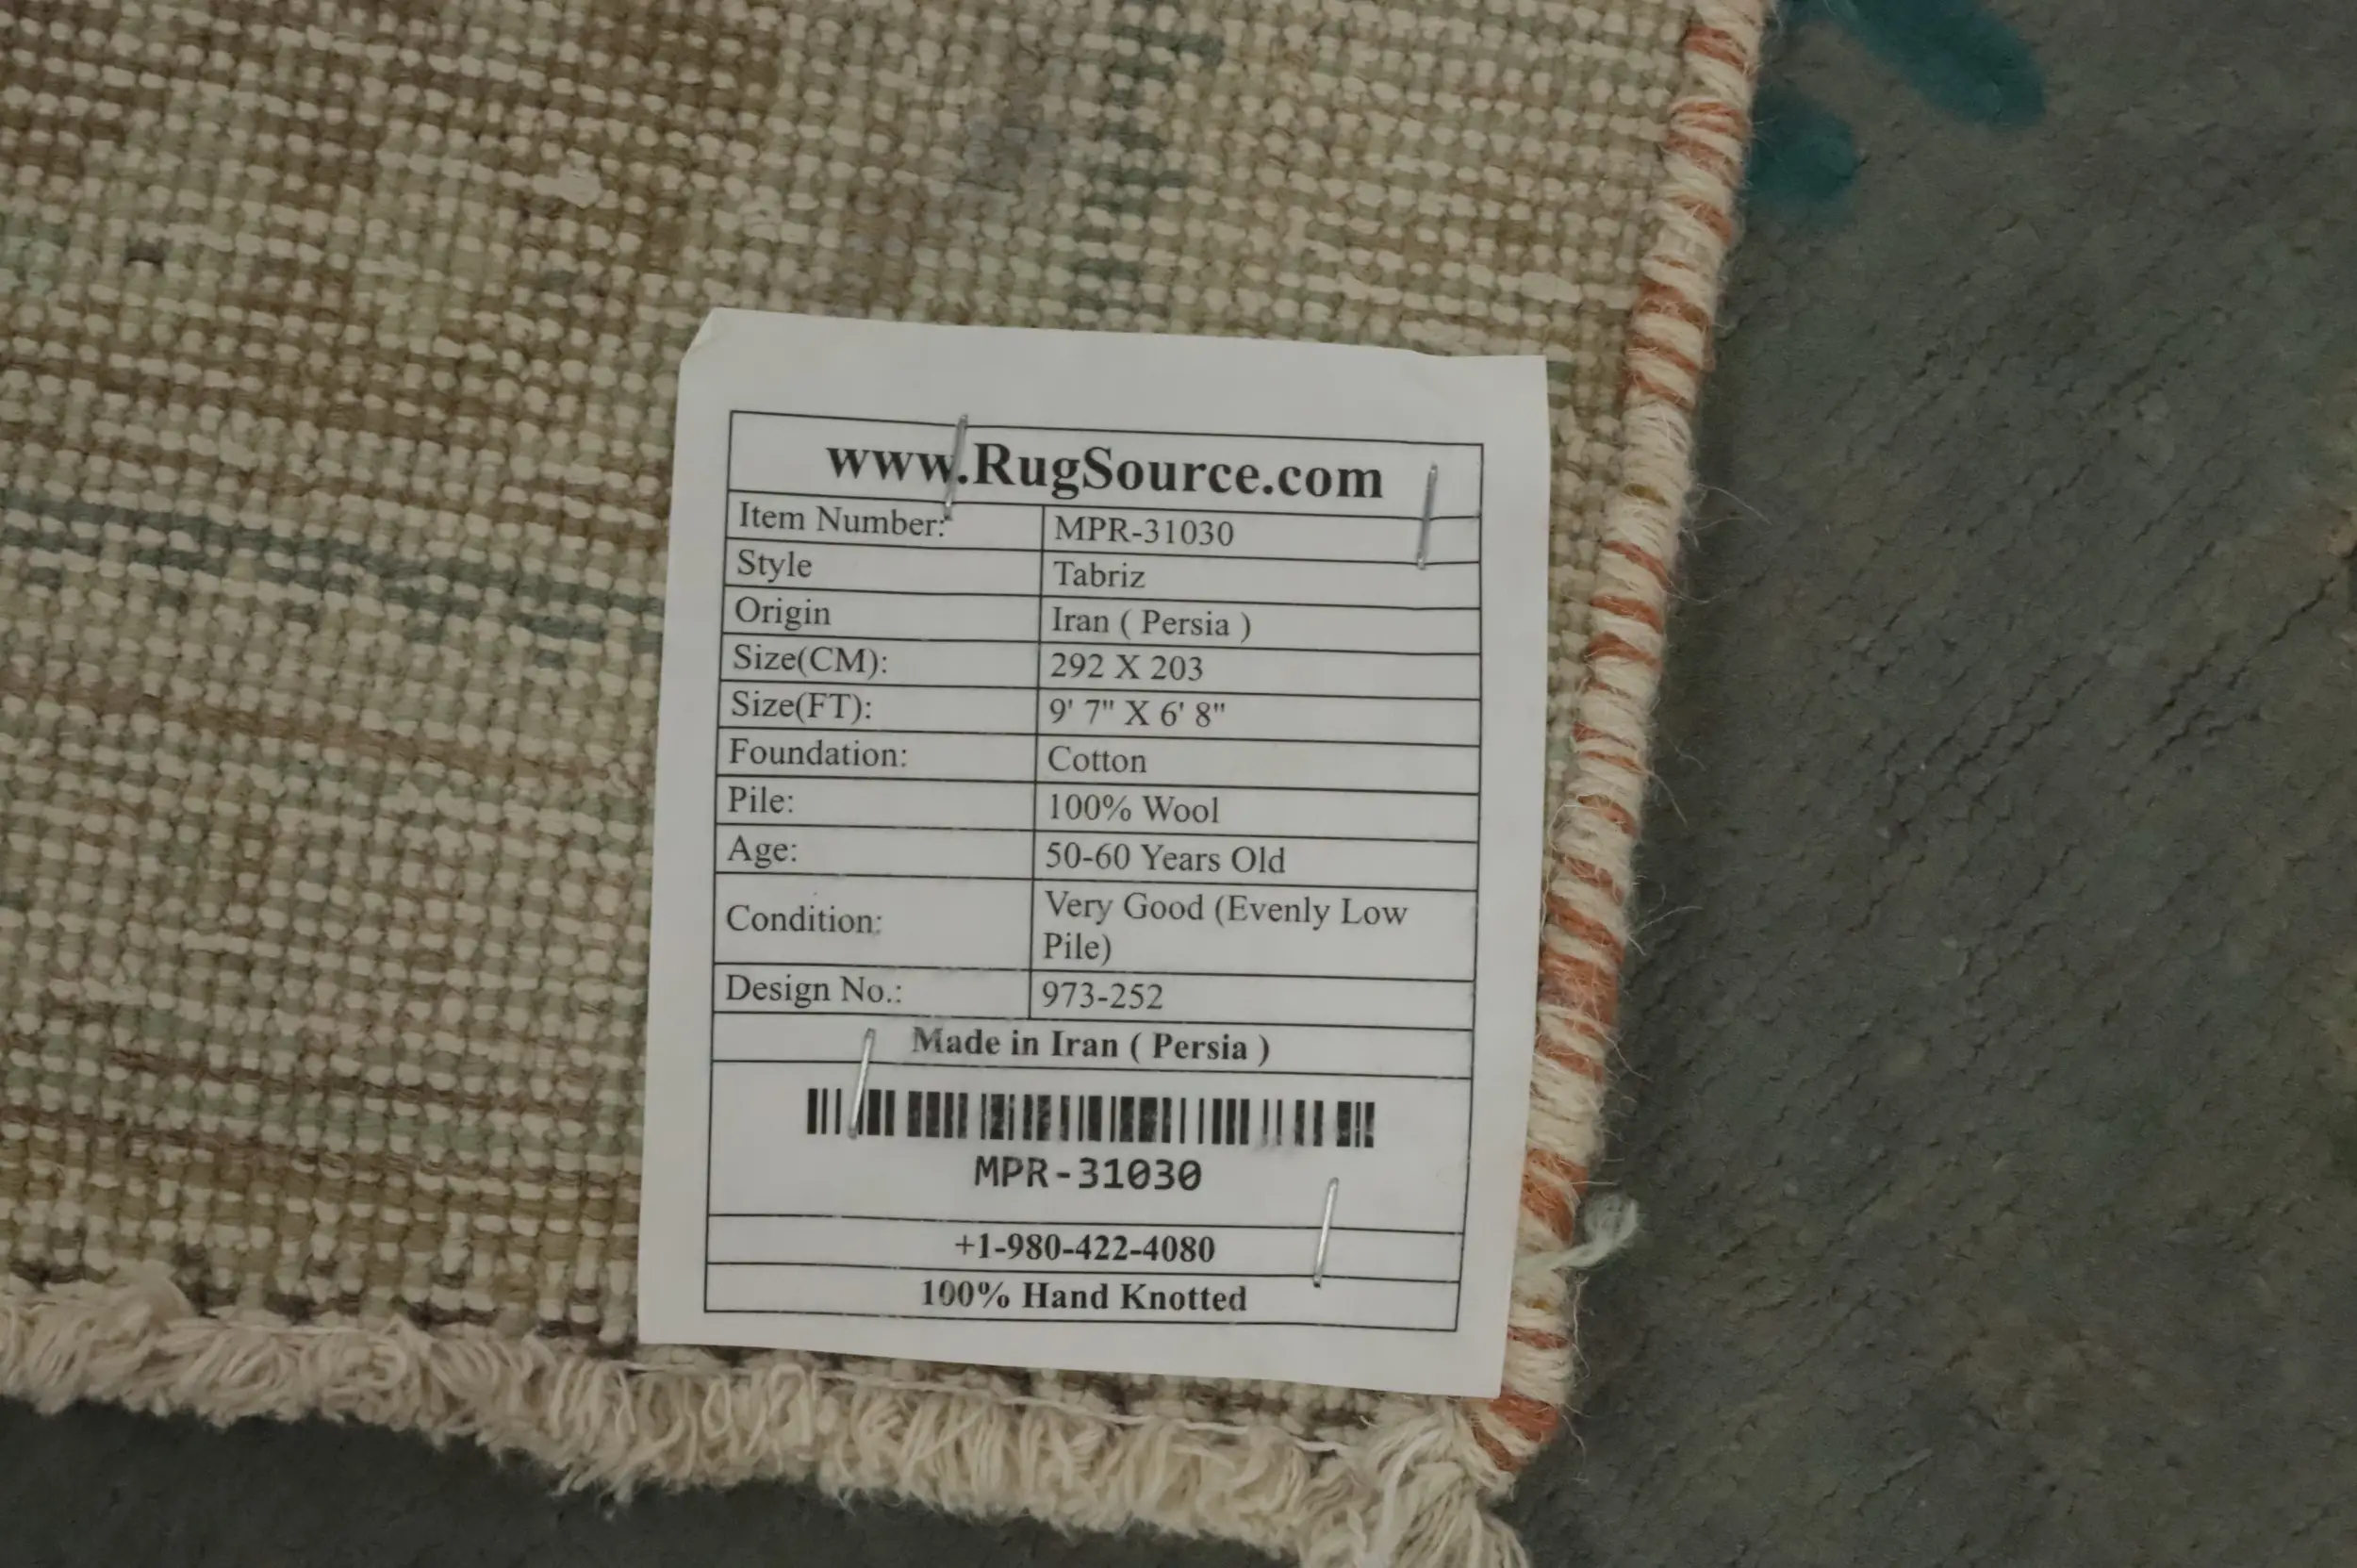 www.RugSource.com
Item Number: MPR-31030
Style Tabriz
Origin Iran ( Persia )
Size(CM): 292 X 203
Size(FT): 9' 7" X 6' 8"
Foundation: Cotton
Pile: 100% Wool
Age: 50-60 Years Old
Condition: Very Good (Evenly Low
Pile)
Design No.: 973-252
Made in Iran ( Persia )
MPR-31030
+1-980-422-4080
100% Hand Knotted